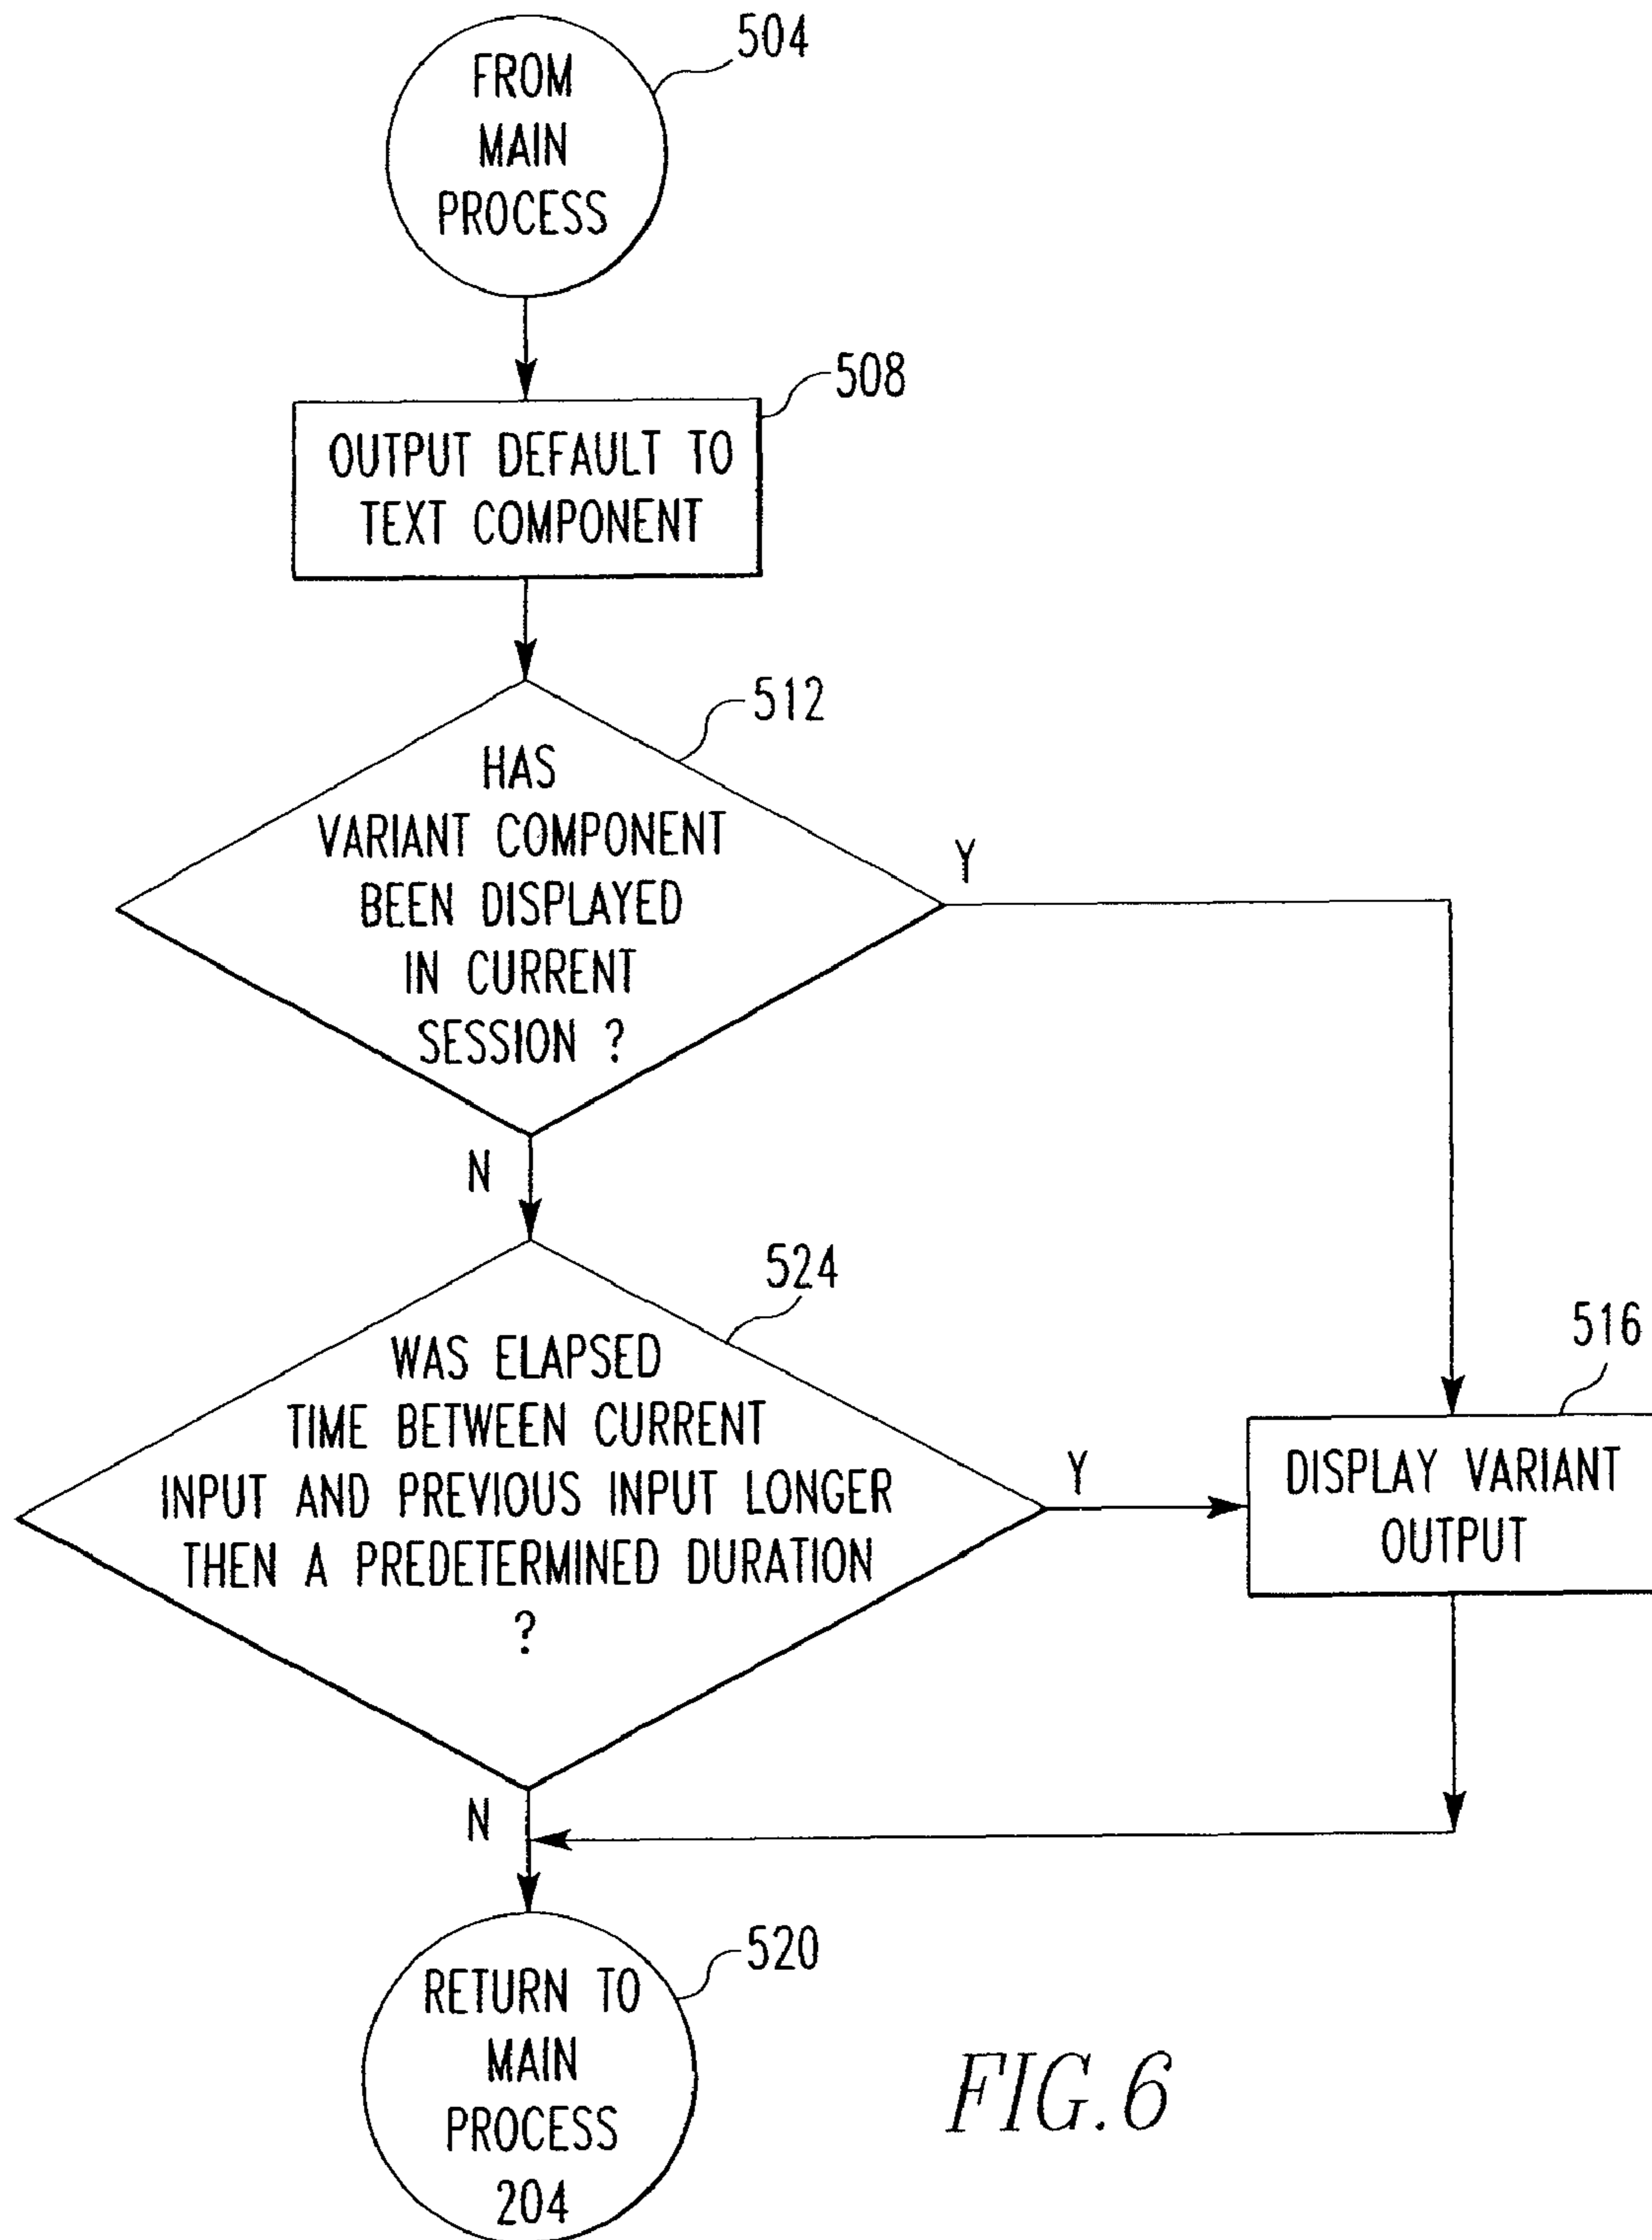 504
FROM
MAIN
PROCESS
508
OUTPUT DEFAULT TO
TEXT COMPONENT
512
HAS
VARIANT COMPONENT
BEEN DISPLAYED
IN CURRENT
SESSION ?
Y
N
524
WAS ELAPSED
TIME BETWEEN CURRENT
INPUT AND PREVIOUS INPUT LONGER
THEN A PREDETERMINED DURATION
?
Y
516
DISPLAY VARIANT
OUTPUT
N
520
RETURN TO
MAIN
PROCESS
204
FIG.6